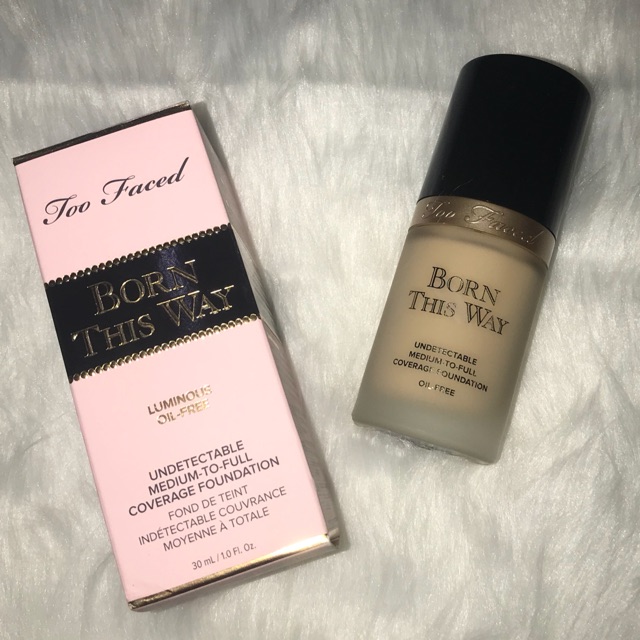 Too Faced
BORN
THIS WAY
LUMINOUS
OIL-FREE
UNDETECTABLE
MEDIUM-TO-FULL
COVERAGE FOUNDATION
FOND DE TEINT
INDÉTECTABLE COUVRANCE
MOYENNE À TOTALE
30 mL / 1.0 Fl. Oz.
Too Faced
BORN
THIS WAY
UNDETECTABLE
MEDIUM-TO-FULL
COVERAGE FOUNDATION
OIL-FREE